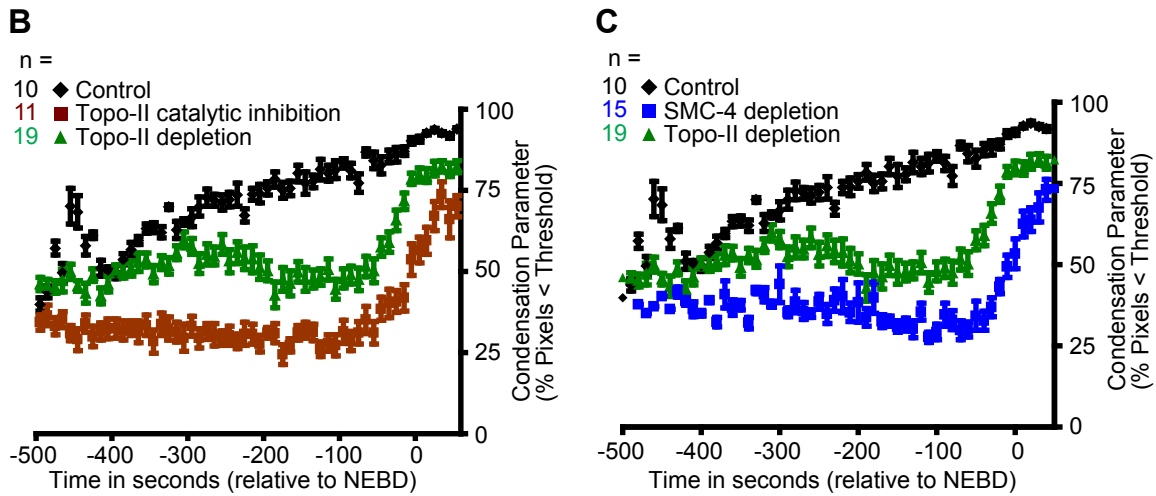 B
n =
10 Control
11 Topo-II catalytic inhibition
19 Topo-II depletion
100
75
50
25
0
Condensation Parameter
(% Pixels < Threshold)
-500 -400 -300 -200 -100 0
Time in seconds (relative to NEBD)
C
n =
10 Control
15 SMC-4 depletion
19 Topo-II depletion
100
75
50
25
0
Condensation Parameter
(% Pixels < Threshold)
-500 -400 -300 -200 -100 0
Time in seconds (relative to NEBD)